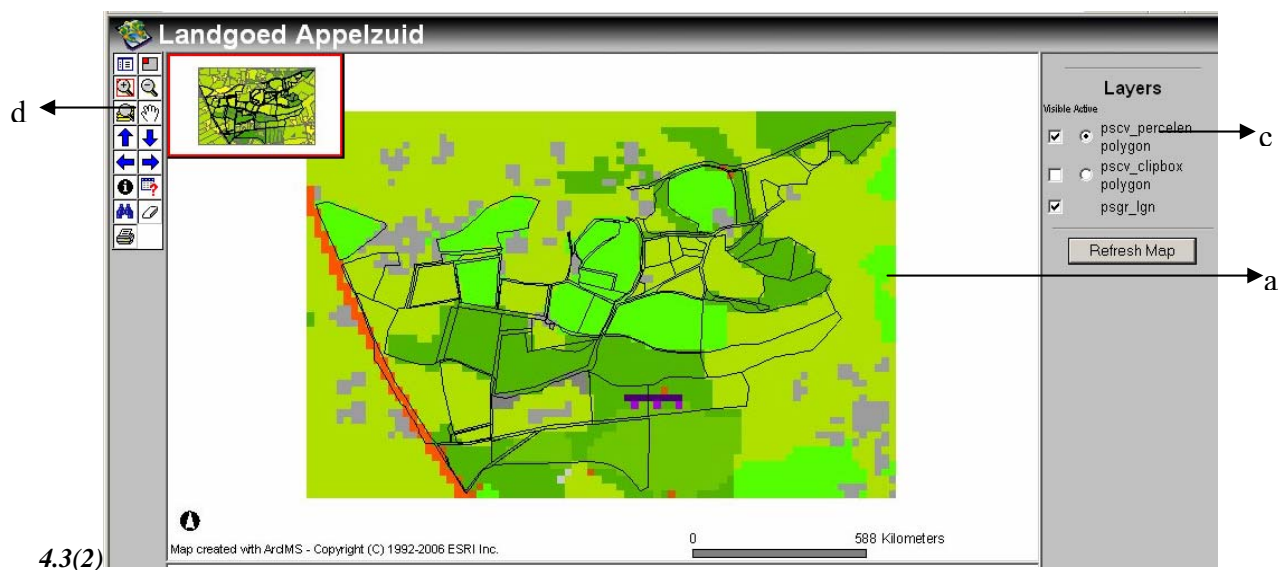 Landgoed Appelzuid
d
Layers
Visible Active
pscv_percelen
polygon
c
pscv_clipbox
polygon
psgr_lgn
Refresh Map
a
0 588 Kilometers
Map created with ArcIMS - Copyright (C) 1992-2006 ESRI Inc.
4.3(2)